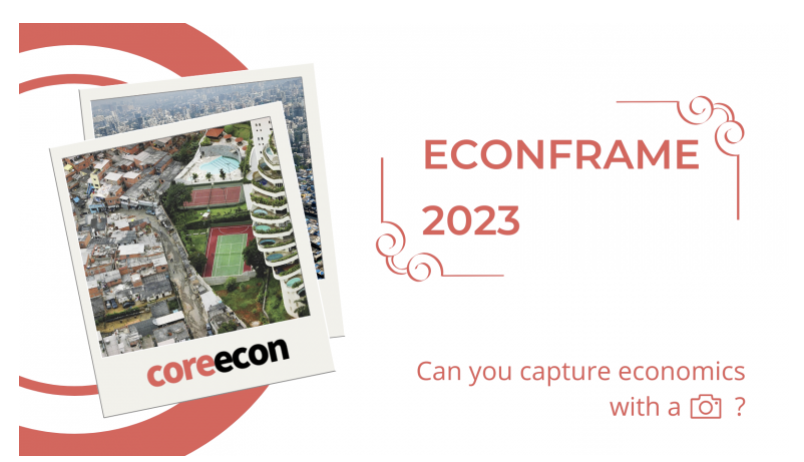 ECONFRAME
2023
coreecon
Can you capture economics
with a ?